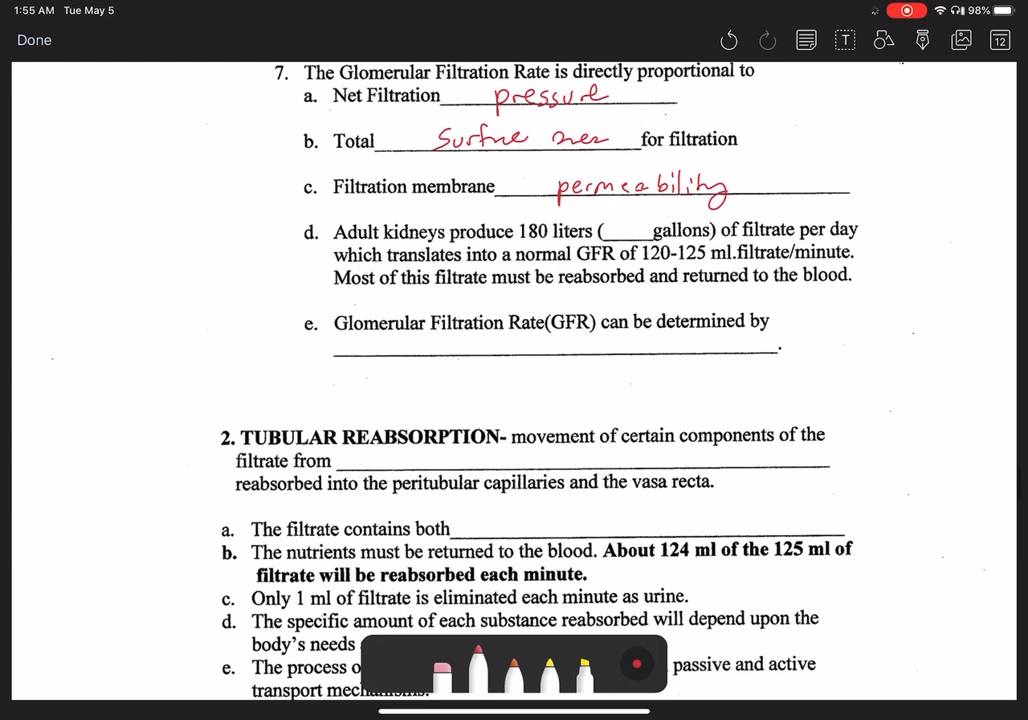 1:55 AM Tue May 5
98%
Done
T
12
7. The Glomerular Filtration Rate is directly proportional to
a. Net Filtration pressure
b. Total Surfne area for filtration
c. Filtration membrane permeability
d. Adult kidneys produce 180 liters (____gallons) of filtrate per day
which translates into a normal GFR of 120-125 ml.filtrate/minute.
Most of this filtrate must be reabsorbed and returned to the blood.
e. Glomerular Filtration Rate(GFR) can be determined by
____________________.
2. TUBULAR REABSORPTION- movement of certain components of the
filtrate from ____________________
reabsorbed into the peritubular capillaries and the vasa recta.
a. The filtrate contains both____________________
b. The nutrients must be returned to the blood. About 124 ml of the 125 ml of
filtrate will be reabsorbed each minute.
c. Only 1 ml of filtrate is eliminated each minute as urine.
d. The specific amount of each substance reabsorbed will depend upon the
body's needs
e. The process o passive and active
transport mechanisms.